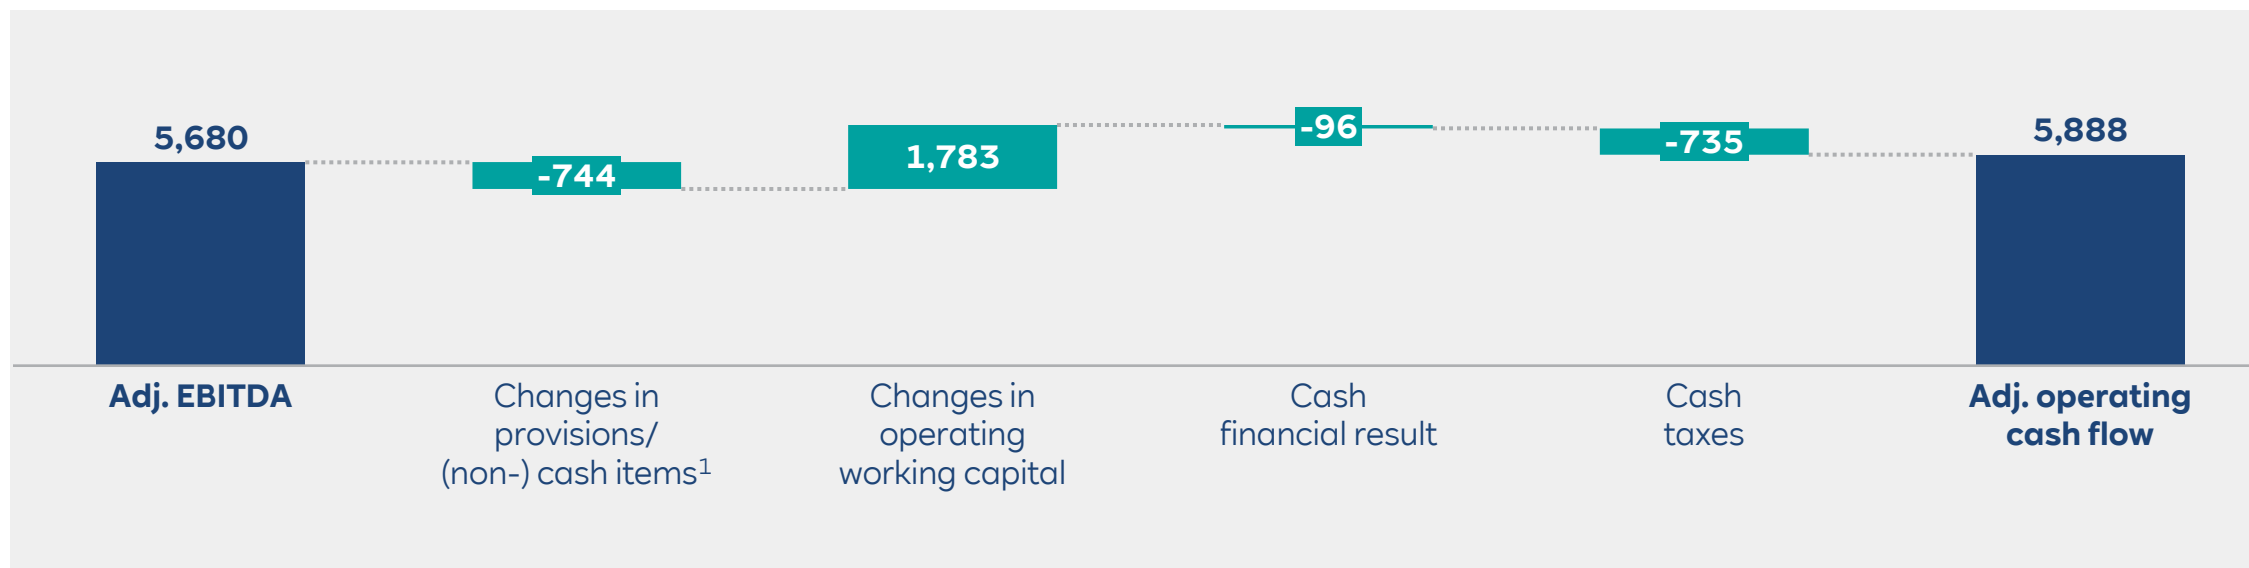 5,680
-744
1,783
-96
-735
5,888
Adj. EBITDA
Changes in
provisions/
(non-) cash items¹
Changes in
operating
working capital
Cash
financial result
Cash
taxes
Adj. operating
cash flow